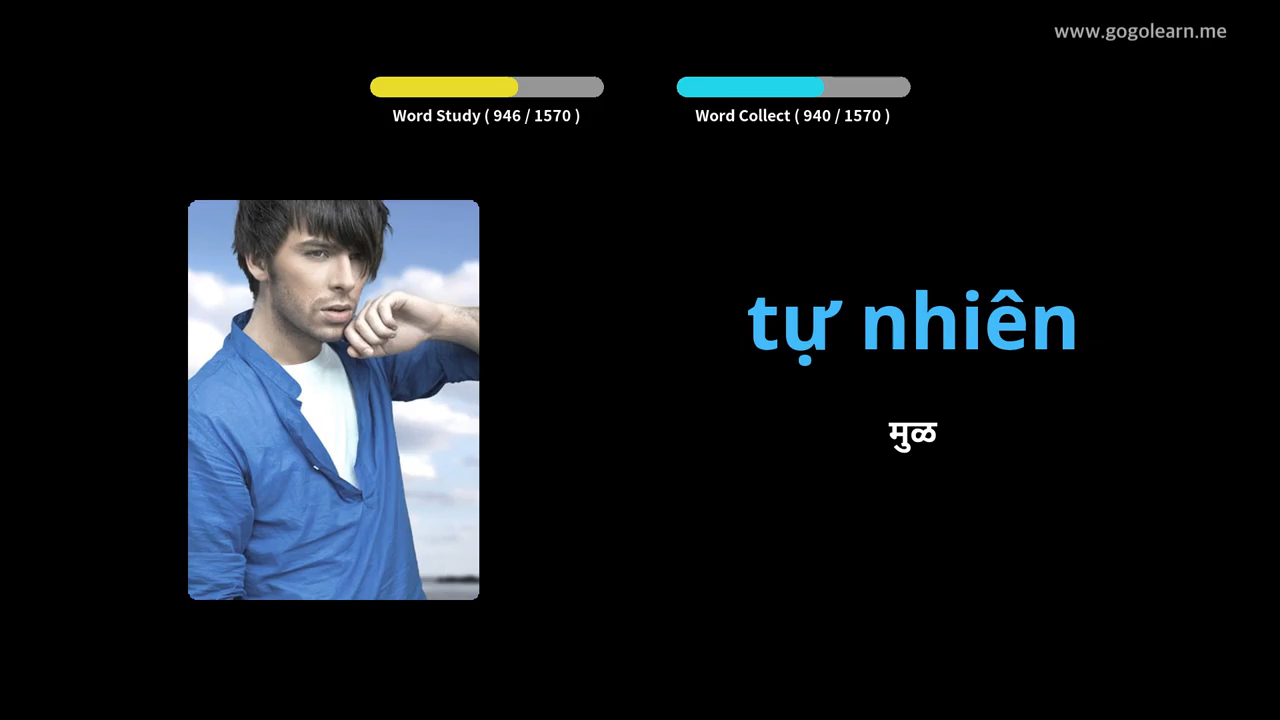 www.gogolearn.me
Word Study ( 946 / 1570 )
Word Collect ( 940 / 1570 )
tự nhiên
मुळ